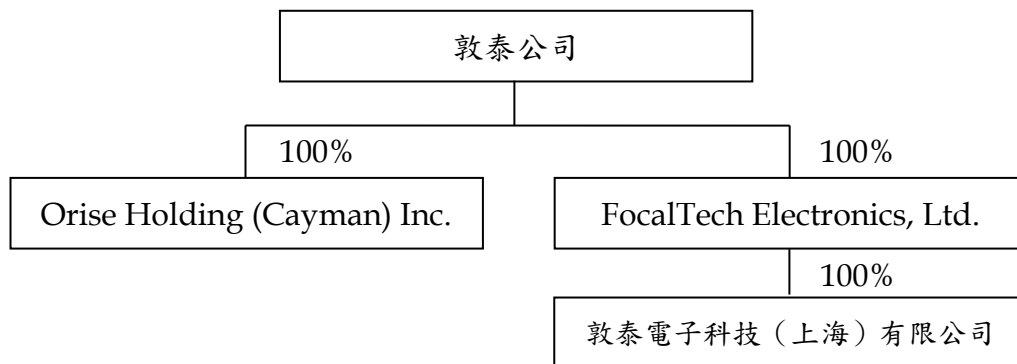 敦泰公司
100%
100%
Orise Holding (Cayman) Inc.
FocalTech Electronics, Ltd.
100%
敦泰電子科技（上海）有限公司